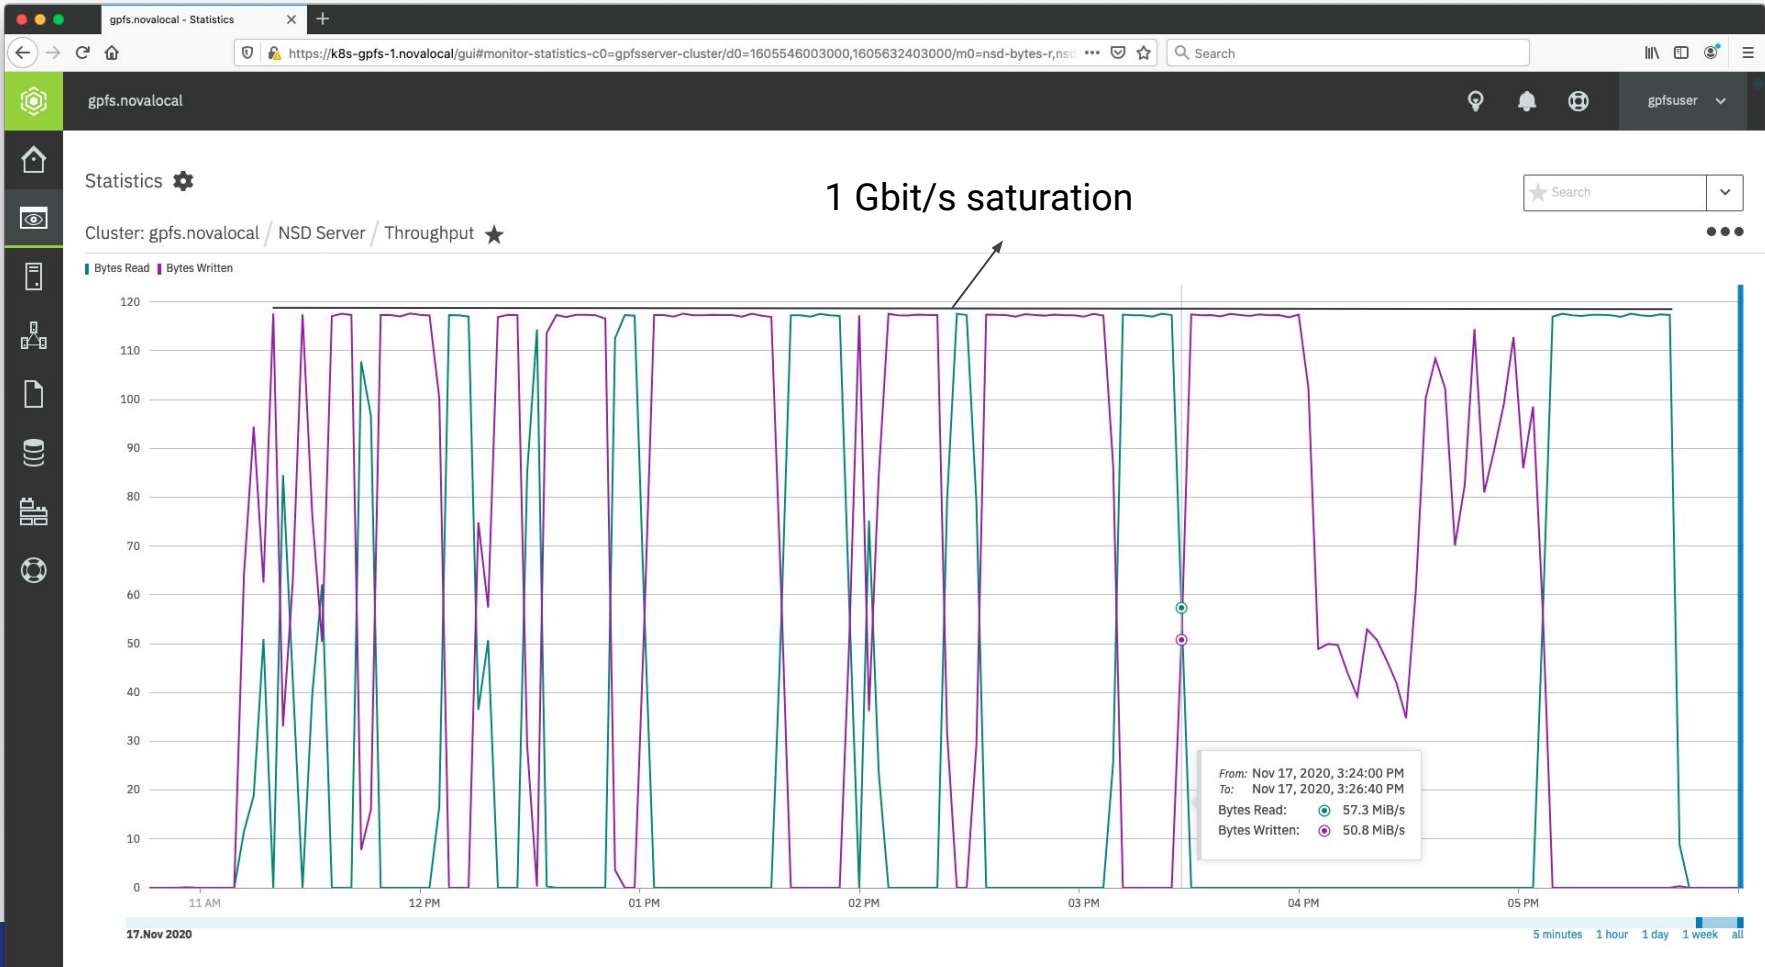 gpfs.novalocal - Statistics
https://k8s-gpfs-1.novalocal/gui#monitor-statistics-c0=gpfsserver-cluster/d0=1605546003000,1605632403000/m0=nsd-bytes-r,nsd
Search
gpfs.novalocal
gpfsuser
Statistics
1 Gbit/s saturation
Search
Cluster: gpfs.novalocal / NSD Server / Throughput
Bytes Read Bytes Written
120
110
100
90
80
70
60
50
40
30
20
10
0
From: Nov 17, 2020, 3:24:00 PM
To: Nov 17, 2020, 3:26:40 PM
Bytes Read: 57.3 MiB/s
Bytes Written: 50.8 MiB/s
11 AM 12 PM 01 PM 02 PM 03 PM 04 PM 05 PM
17.Nov 2020
5 minutes 1 hour 1 day 1 week all